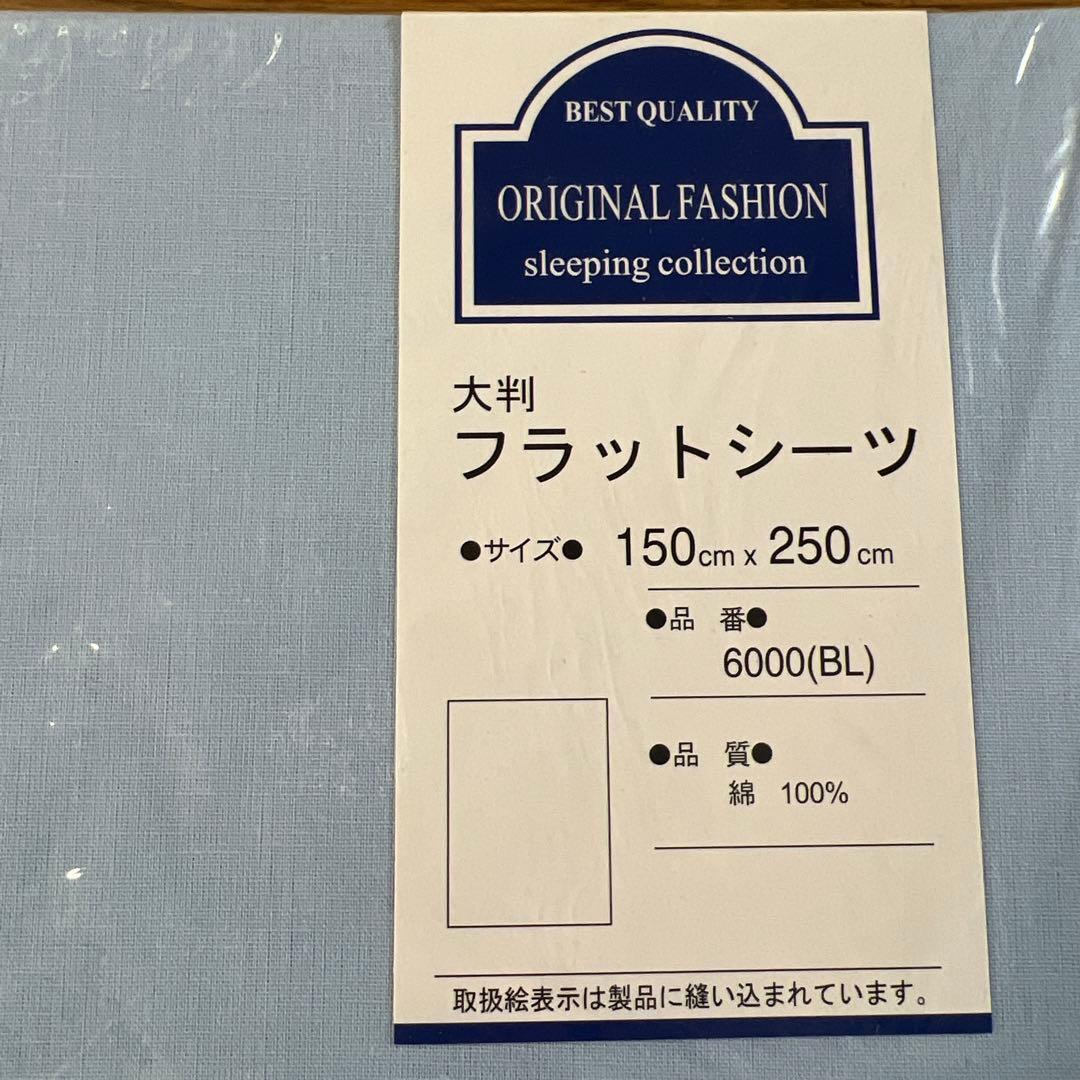 BEST QUALITY
ORIGINAL FASHION
sleeping collection
大判
フラットシーツ
●サイズ● 150cm x 250cm
●品 番●
6000(BL)
●品 質●
綿 100%
取扱絵表示は製品に縫い込まれています。